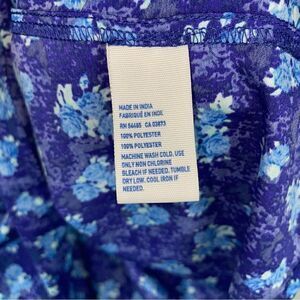 MADE IN INDIA
FABRIQUÉ EN INDE
RN 54485 CA 03873
100% POLYESTER
100% POLYESTER
MACHINE WASH COLD. USE
ONLY NON CHLORINE
BLEACH IF NEEDED. TUMBLE
DRY LOW. COOL IRON IF
NEEDED.